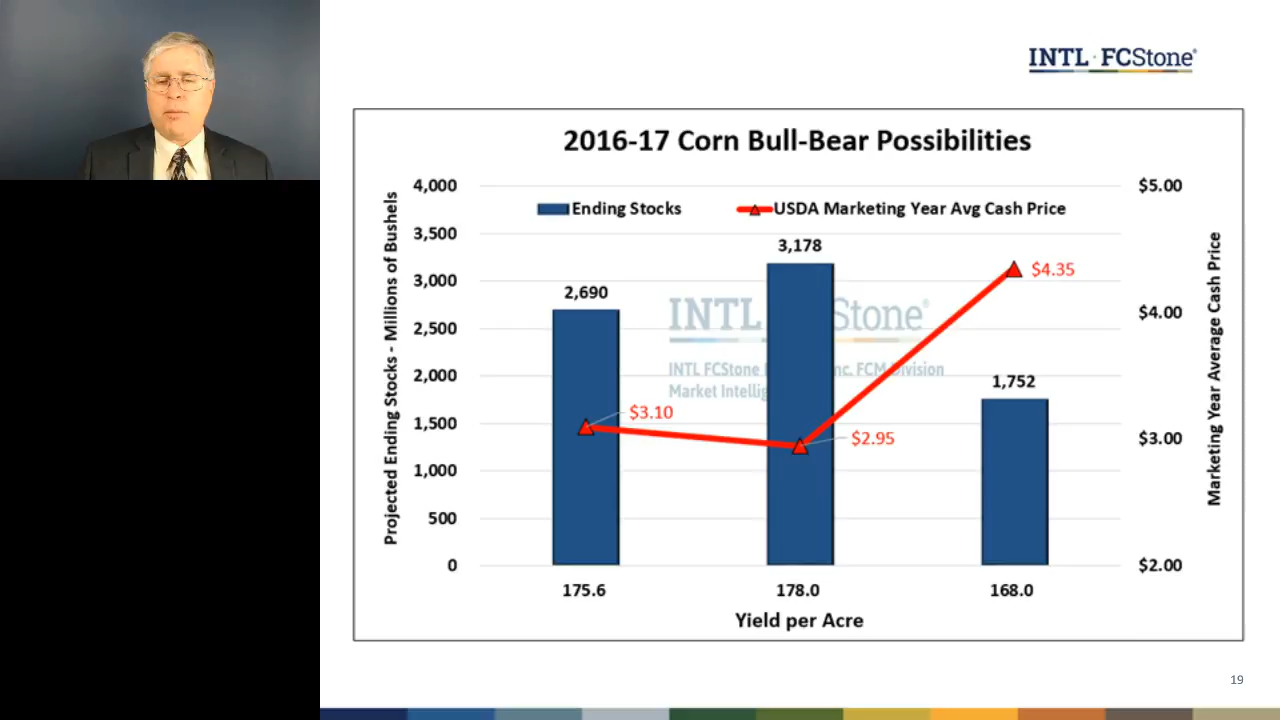 INTL FCStone®
2016-17 Corn Bull-Bear Possibilities
Ending Stocks
USDA Marketing Year Avg Cash Price
Projected Ending Stocks - Millions of Bushels
4,000
3,500
3,000
2,500
2,000
1,500
1,000
500
0
2,690
3,178
1,752
$3.10
$2.95
$4.35
INTL Stone®
INTL FCStone nc. FCM Division
Market Intellig
$5.00
$4.00
$3.00
$2.00
Marketing Year Average Cash Price
175.6
178.0
168.0
Yield per Acre
19